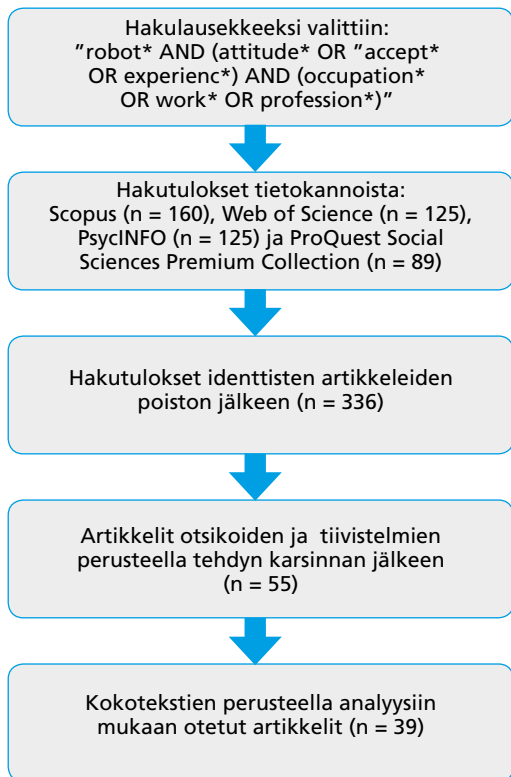 Hakulausekkeeksi valittiin:
”robot* AND (attitude* OR ”accept*
OR experienc*) AND (occupation*
OR work* OR profession*)”
Hakutulokset tietokannoista:
Scopus (n = 160), Web of Science (n = 125),
PsycINFO (n = 125) ja ProQuest Social
Sciences Premium Collection (n = 89)
Hakutulokset identtisten artikkeleiden
poiston jälkeen (n = 336)
Artikkelit otsikoiden ja tiivistelmien
perusteella tehdyn karsinnan jälkeen
(n = 55)
Kokotekstien perusteella analyysiin
mukaan otetut artikkelit (n = 39)